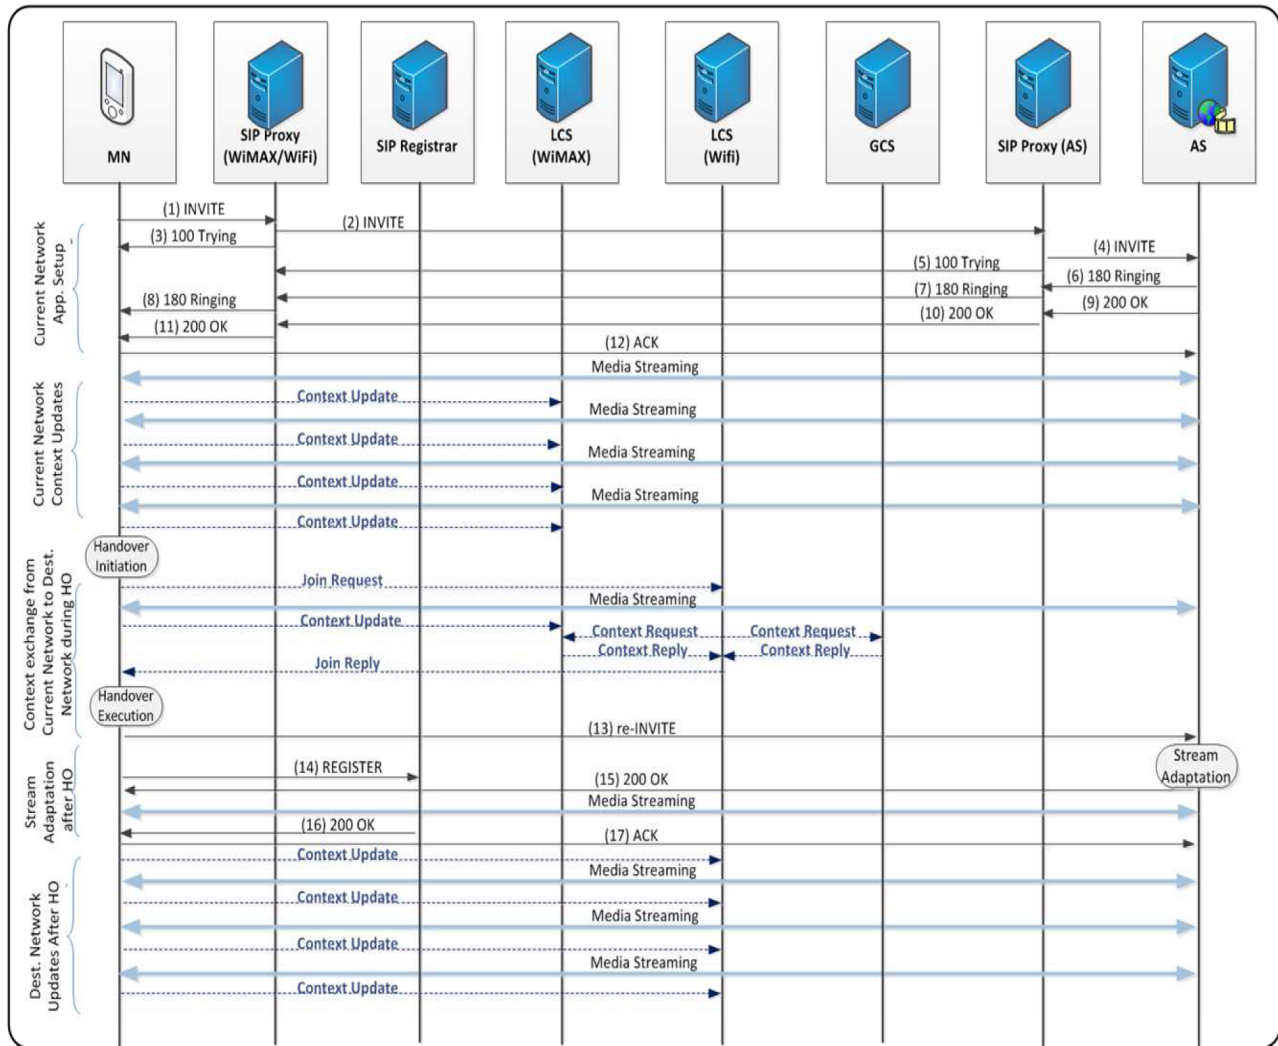 MN
SIP Proxy
(WiMAX/WiFi)
SIP Registrar
LCS
(WiMAX)
LCS
(Wifi)
GCS
SIP Proxy (AS)
AS
Current Network
App. Setup
(1) INVITE
(2) INVITE
(3) 100 Trying
(4) INVITE
(5) 100 Trying
(6) 180 Ringing
(7) 180 Ringing
(8) 180 Ringing
(9) 200 OK
(10) 200 OK
(11) 200 OK
(12) ACK
Media Streaming
Current Network
Context Updates
Context Update
Media Streaming
Context Update
Media Streaming
Context Update
Media Streaming
Context Update
Handover
Initiation
Context exchange from
Current Network to Dest.
Network during HO
Join Request
Media Streaming
Context Update
Context Request
Context Request
Context Reply
Context Reply
Join Reply
Handover
Execution
(13) re-INVITE
Stream
Adaptation
Stream
Adaptation
after HO
(14) REGISTER
(15) 200 OK
Media Streaming
(16) 200 OK
(17) ACK
Dest. Network
Updates After HO
Context Update
Media Streaming
Context Update
Media Streaming
Context Update
Media Streaming
Context Update